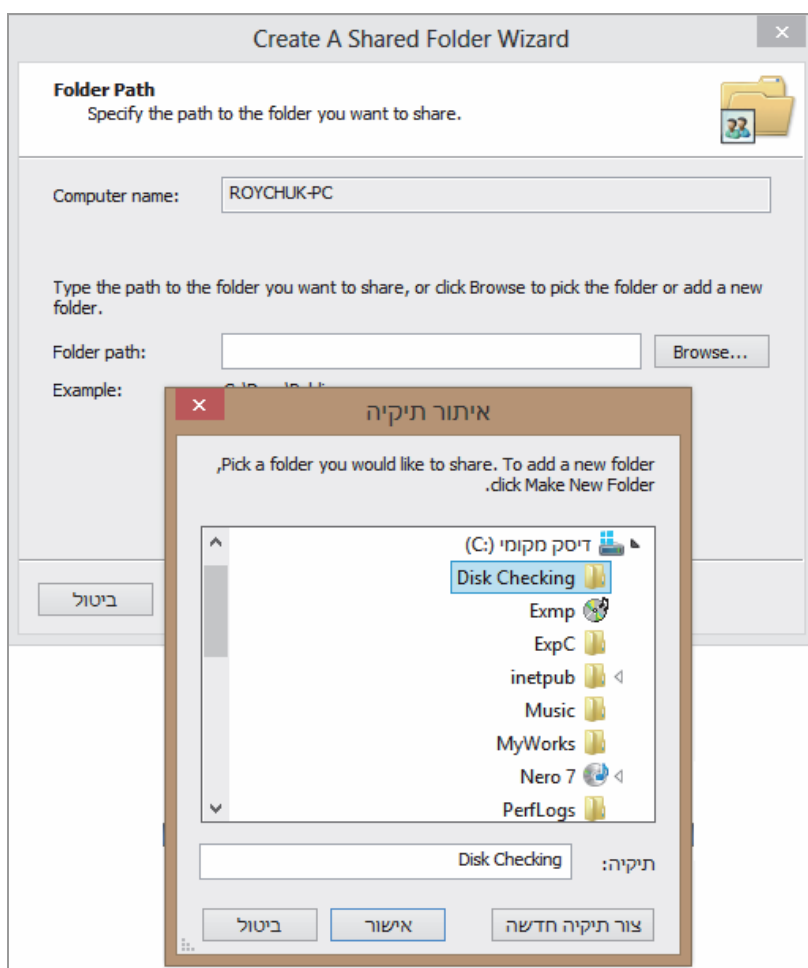 Create A Shared Folder Wizard
Folder Path
Specify the path to the folder you want to share.
Computer name:
ROYCHUK-PC
Type the path to the folder you want to share, or click Browse to pick the folder or add a new
folder.
Folder path:
Browse...
Example:
ביטול
איתור תיקיה
,Pick a folder you would like to share. To add a new folder
.click Make New Folder
דיסק מקומי (C:)
Disk Checking
Exmp
ExpC
inetpub
Music
MyWorks
Nero 7
PerfLogs
תיקיה:
Disk Checking
צור תיקיה חדשה
אישור
ביטול